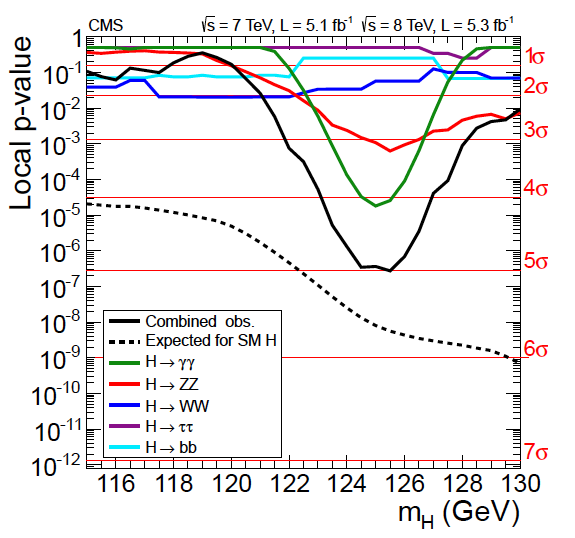 CMS √s = 7 TeV, L = 5.1 fb⁻¹ √s = 8 TeV, L = 5.3 fb⁻¹
Local p-value
1
10⁻¹
10⁻²
10⁻³
10⁻⁴
10⁻⁵
10⁻⁶
10⁻⁷
10⁻⁸
10⁻⁹
10⁻¹⁰
10⁻¹¹
10⁻¹²
1σ
2σ
3σ
4σ
5σ
6σ
7σ
Combined obs.
Expected for SM H
H → γγ
H → ZZ
H → WW
H → ττ
H → bb
116 118 120 122 124 126 128 130
m_H (GeV)